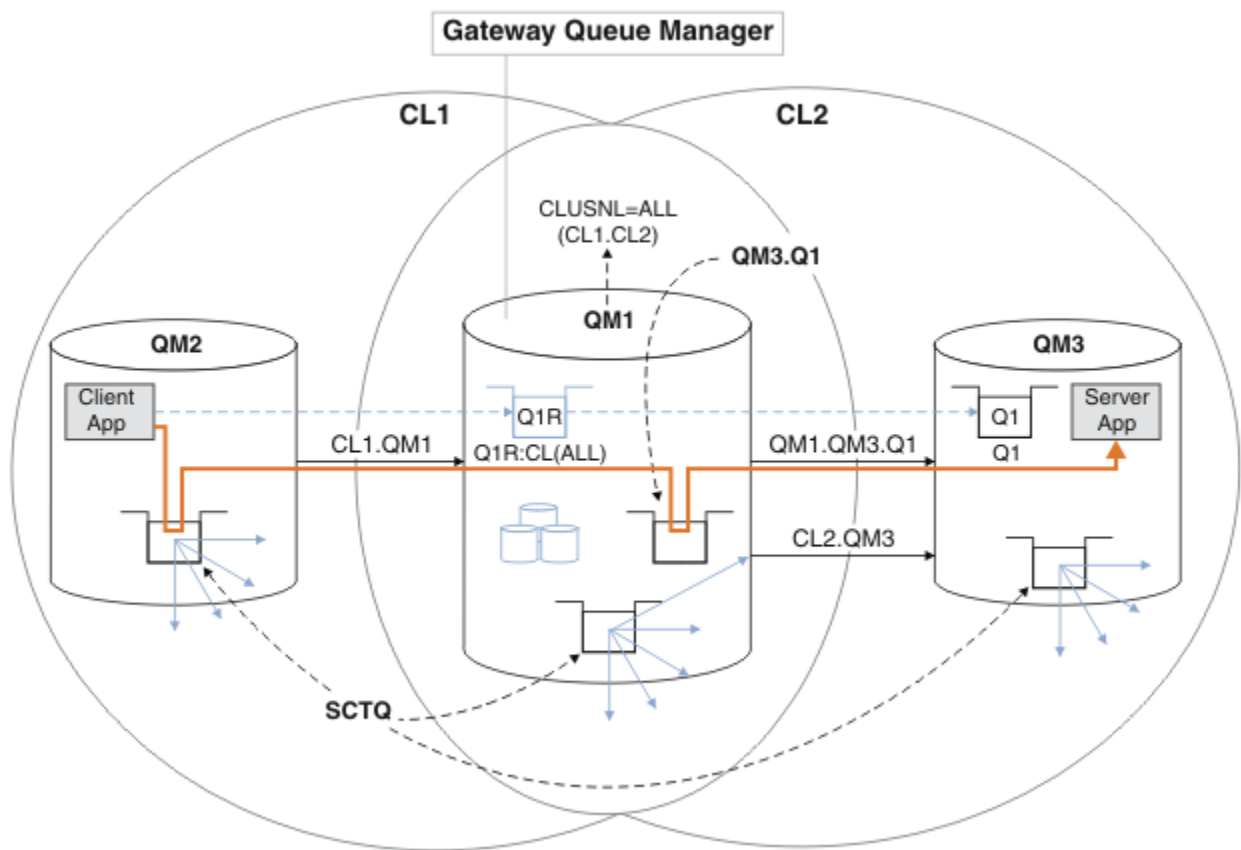 Gateway Queue Manager
CL1
CL2
CLUSNL=ALL
(CL1.CL2)
QM3.Q1
QM2
QM1
QM3
Client
App
Q1R
Q1
Server
App
CL1.QM1
Q1R:CL(ALL)
QM1.QM3.Q1
Q1
CL2.QM3
SCTQ